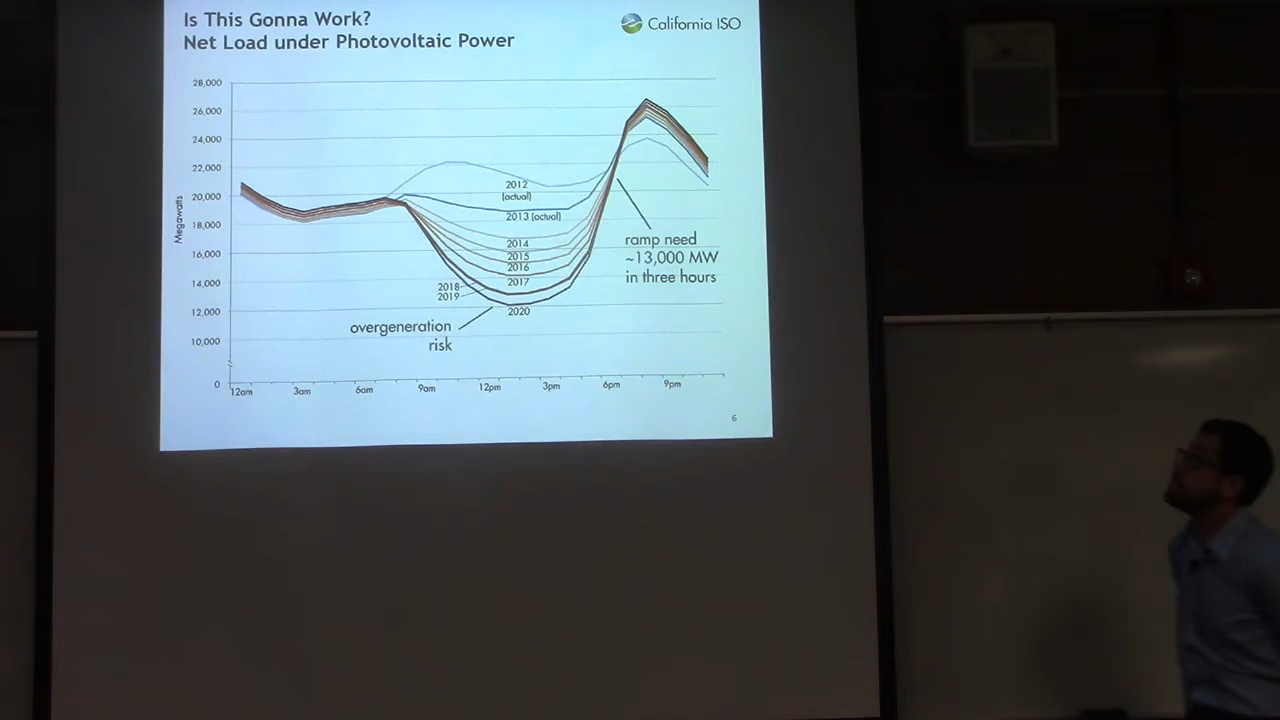 Is This Gonna Work?
Net Load under Photovoltaic Power
California ISO
28,000
26,000
24,000
22,000
20,000
18,000
16,000
14,000
12,000
10,000
0
Megawatts
2012
(actual)
2013 (actual)
2014
2015
2016
2017
2018
2019
2020
ramp need
~13,000 MW
in three hours
overgeneration
risk
12am
3am
6am
9am
12pm
3pm
6pm
9pm
6